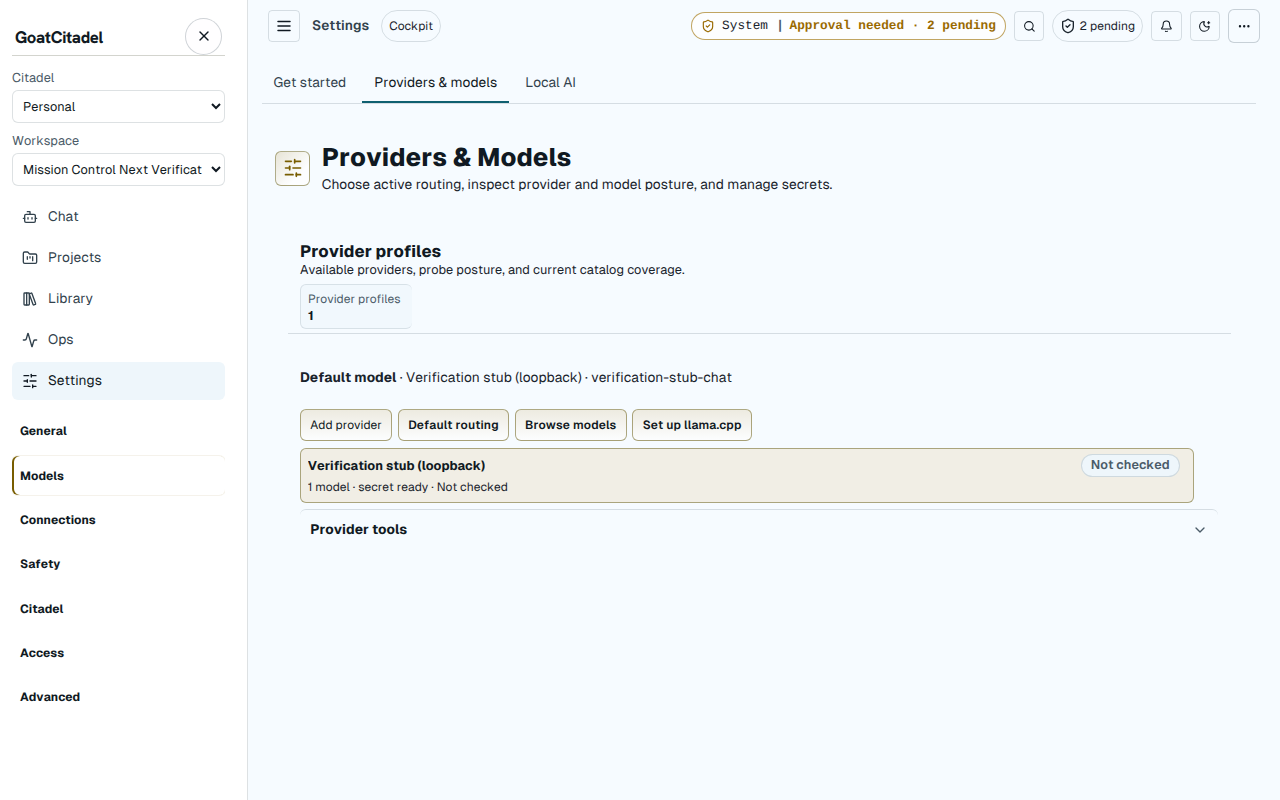 GoatCitadel
Citadel
Personal
Workspace
Mission Control Next Verificat
Chat
Projects
Library
Ops
Settings
General
Models
Connections
Safety
Citadel
Access
Advanced
Settings
Cockpit
System | Approval needed · 2 pending
2 pending
Get started
Providers & models
Local AI
Providers & Models
Choose active routing, inspect provider and model posture, and manage secrets.
Provider profiles
Available providers, probe posture, and current catalog coverage.
Provider profiles
1
Default model · Verification stub (loopback) · verification-stub-chat
Add provider
Default routing
Browse models
Set up llama.cpp
Verification stub (loopback)
Not checked
1 model · secret ready · Not checked
Provider tools